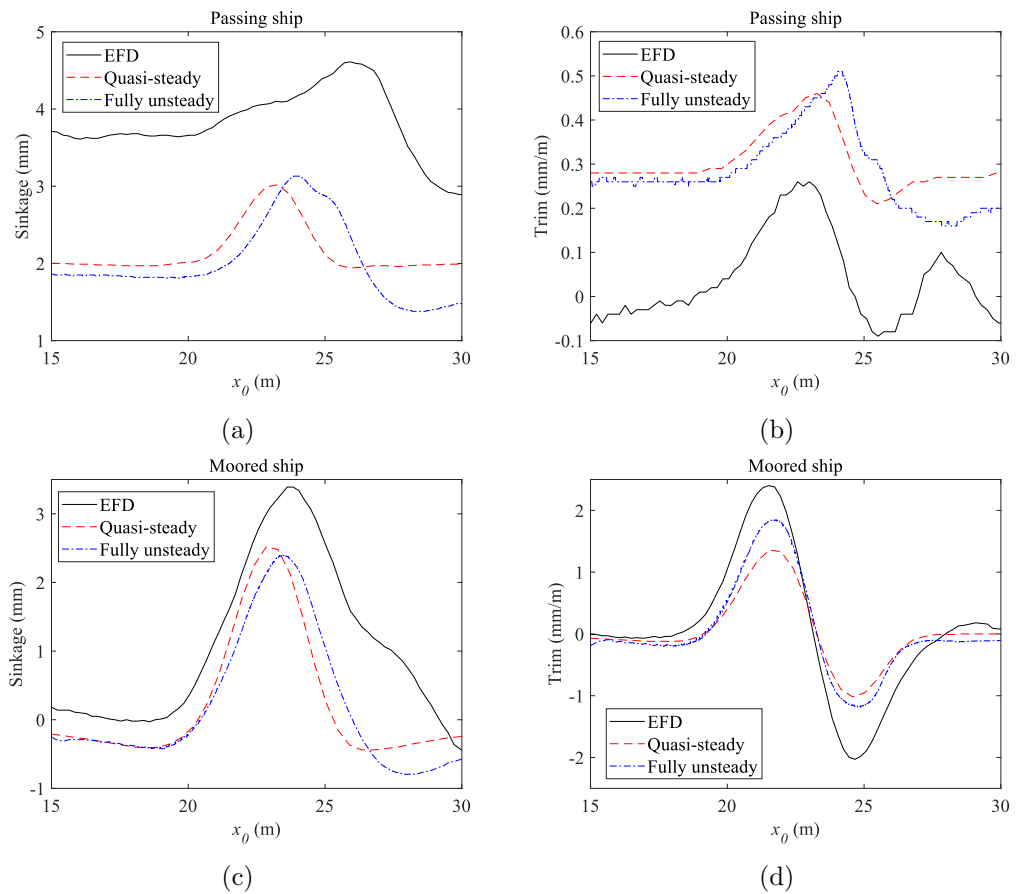 Passing ship
5
4
3
2
1
Sinkage (mm)
EFD
Quasi-steady
Fully unsteady
15
20
25
30
x0 (m)
(a)
Passing ship
0.6
0.5
0.4
0.3
0.2
0.1
0
-0.1
Trim (mm/m)
EFD
Quasi-steady
Fully unsteady
15
20
25
30
x0 (m)
(b)
Moored ship
3
2
1
0
-1
Sinkage (mm)
EFD
Quasi-steady
Fully unsteady
15
20
25
30
x0 (m)
(c)
Moored ship
2
1
0
-1
-2
Trim (mm/m)
EFD
Quasi-steady
Fully unsteady
15
20
25
30
x0 (m)
(d)